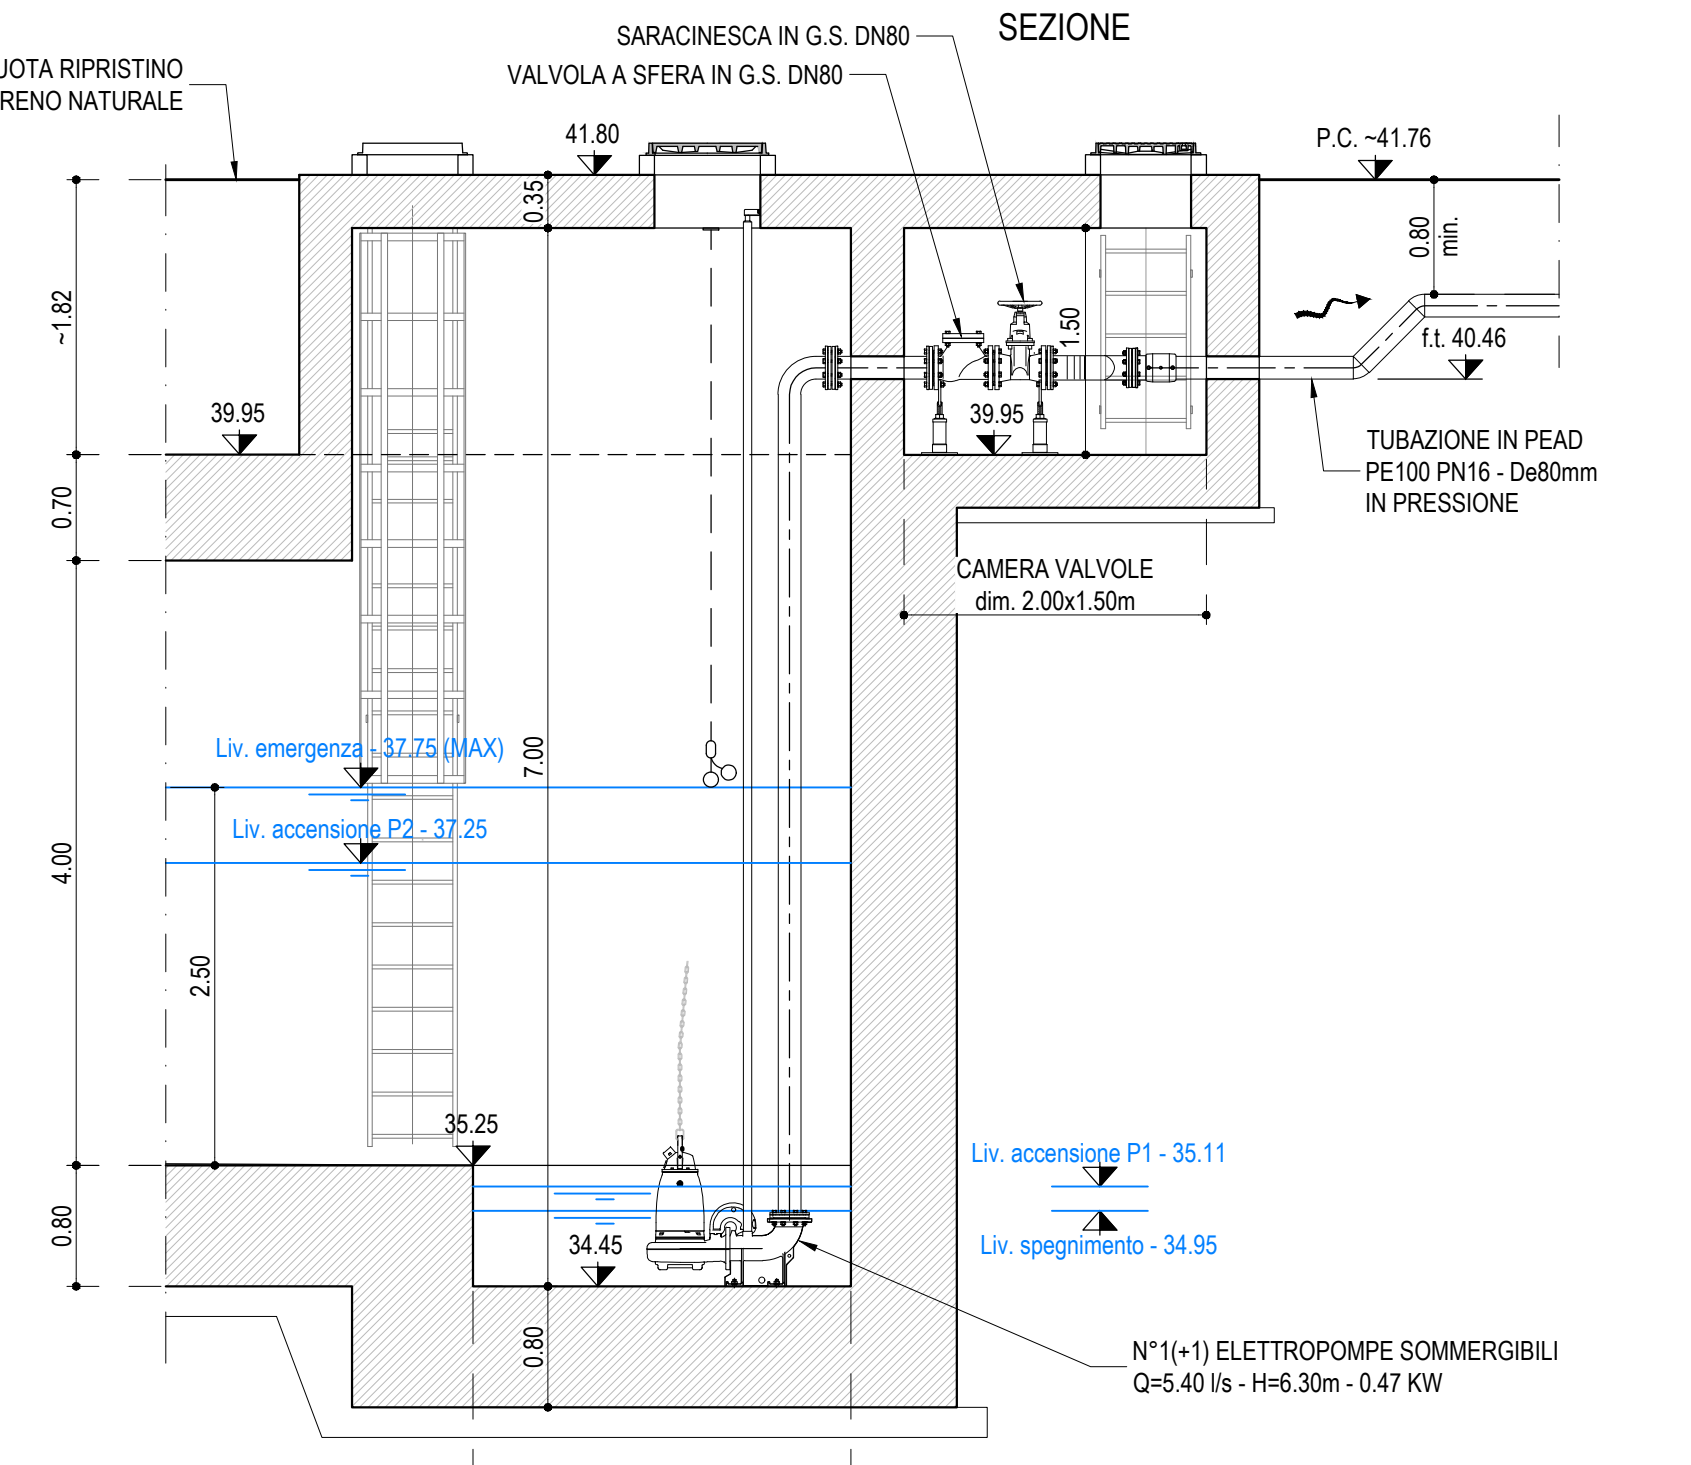 SEZIONE
SARACINESCA IN G.S. DN80
VALVOLA A SFERA IN G.S. DN80
UOTA RIPRISTINO
RENO NATURALE
41.80
P.C. ~41.76
0.35
0.80
min.
~1.82
1.50
f.t. 40.46
39.95
39.95
TUBAZIONE IN PEAD
PE100 PN16 - De80mm
IN PRESSIONE
0.70
CAMERA VALVOLE
dim. 2.00x1.50m
Liv. emergenza - 37.75 (MAX)
7.00
Liv. accensione P2 - 37.25
4.00
2.50
35.25
Liv. accensione P1 - 35.11
0.80
34.45
Liv. spegnimento - 34.95
0.80
N°1(+1) ELETTROPOMPE SOMMERGIBILI
Q=5.40 l/s - H=6.30m - 0.47 KW